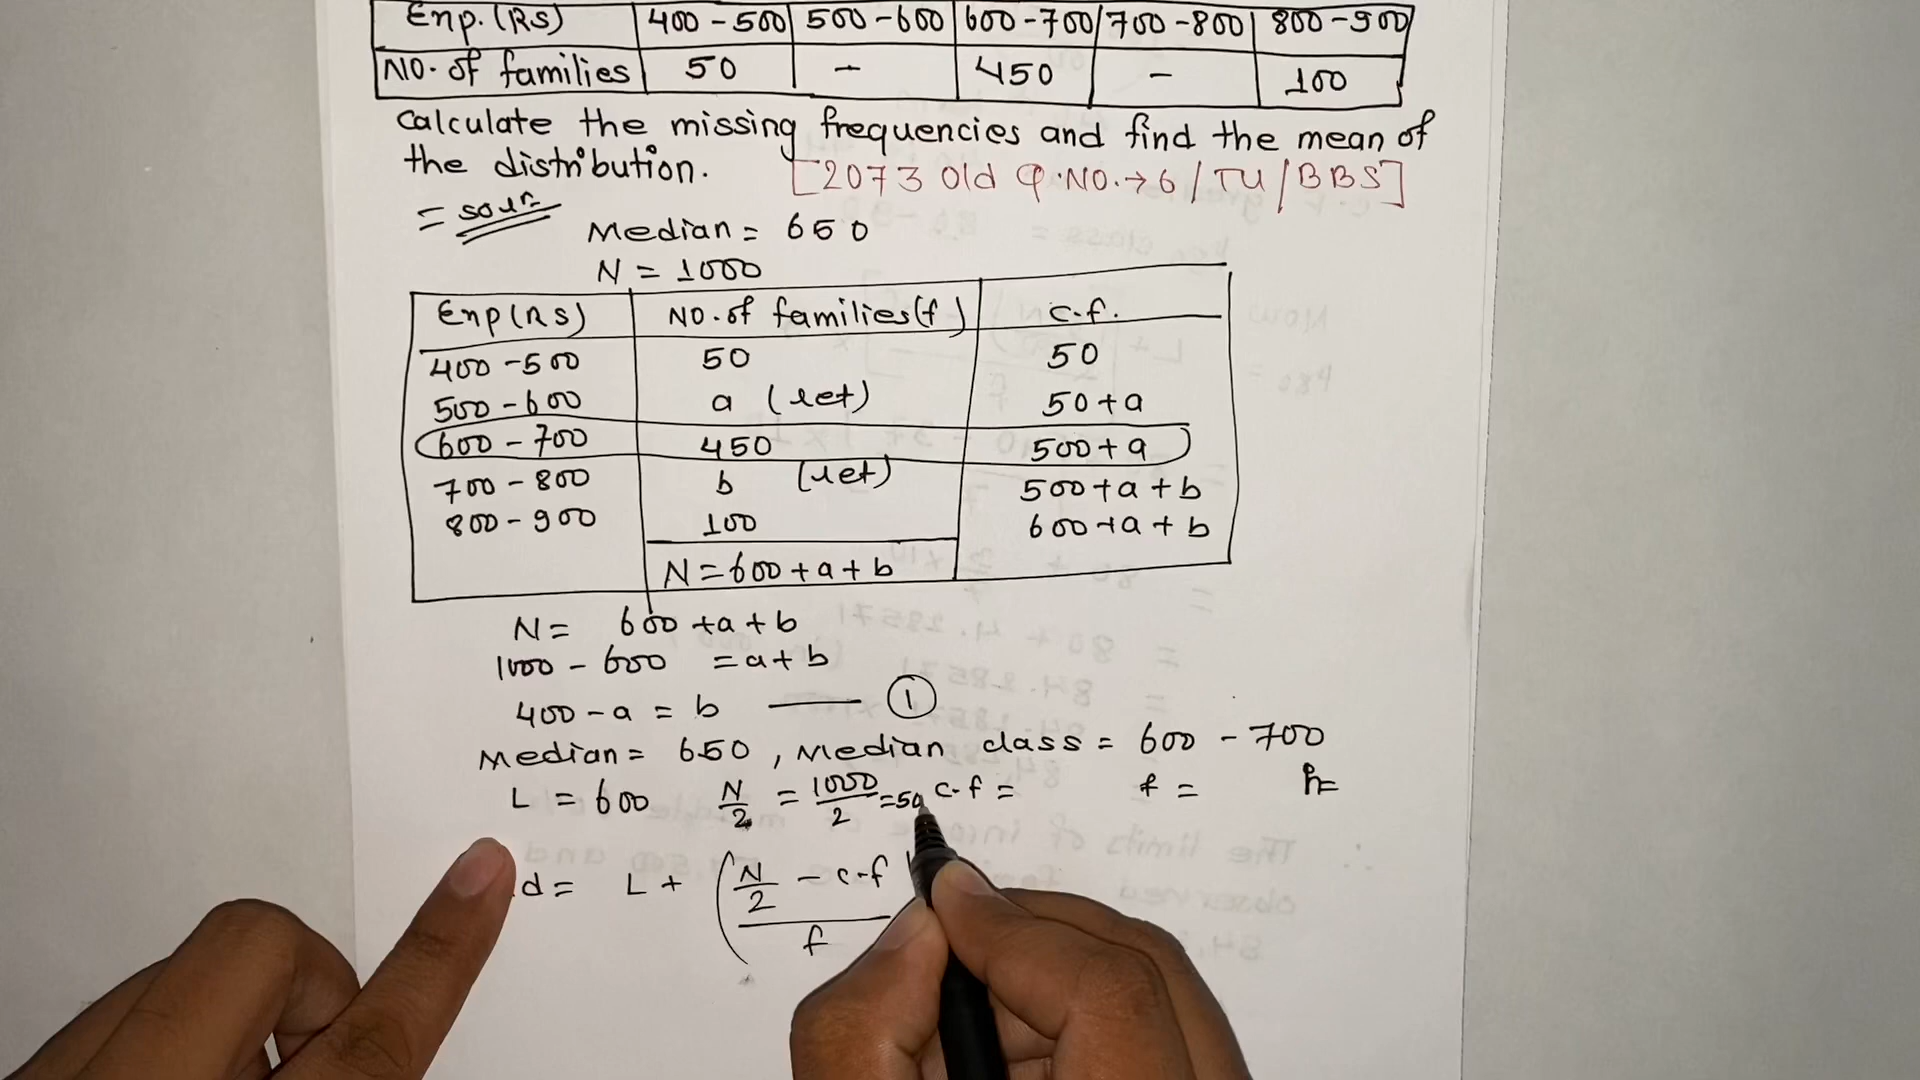 Exp. (RS) 400-500 500-600 600-700 700-800 800-900
NO. of families 50 - 450 - 100
calculate the missing frequencies and find the mean of
the distribution. [2073 Old Q.NO.→6/TU/BBS]
= soln
Median = 650
N = 1000
Exp (RS) NO. of families (f) c.f.
400-500 50 50
500-600 a (let) 50+a
600-700 450 500+a
700-800 b (let) 500+a+b
800-900 100 600+a+b
N=600+a+b
N= 600+a+b
1000-600 =a+b
400-a = b —— ①
Median = 650, Median class = 600 - 700
L = 600 N/2 = 1000/2 =50 c.f = f = h=
d = L + (N/2 - c.f / f